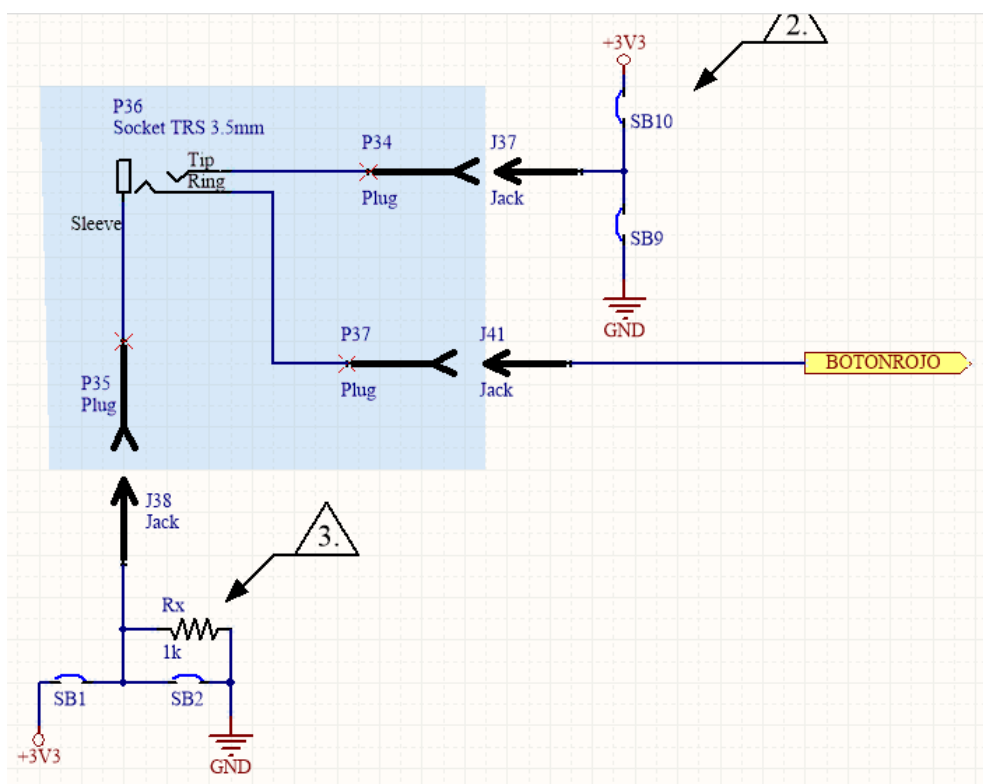 2.
+3V3
P36
Socket TRS 3.5mm
SB10
P34
J37
Tip
Ring
Plug
Jack
Sleeve
SB9
GND
P37
J41
BOTONROJO
P35
Plug
Plug
Jack
J38
Jack
3.
Rx
1k
SB1
SB2
+3V3
GND